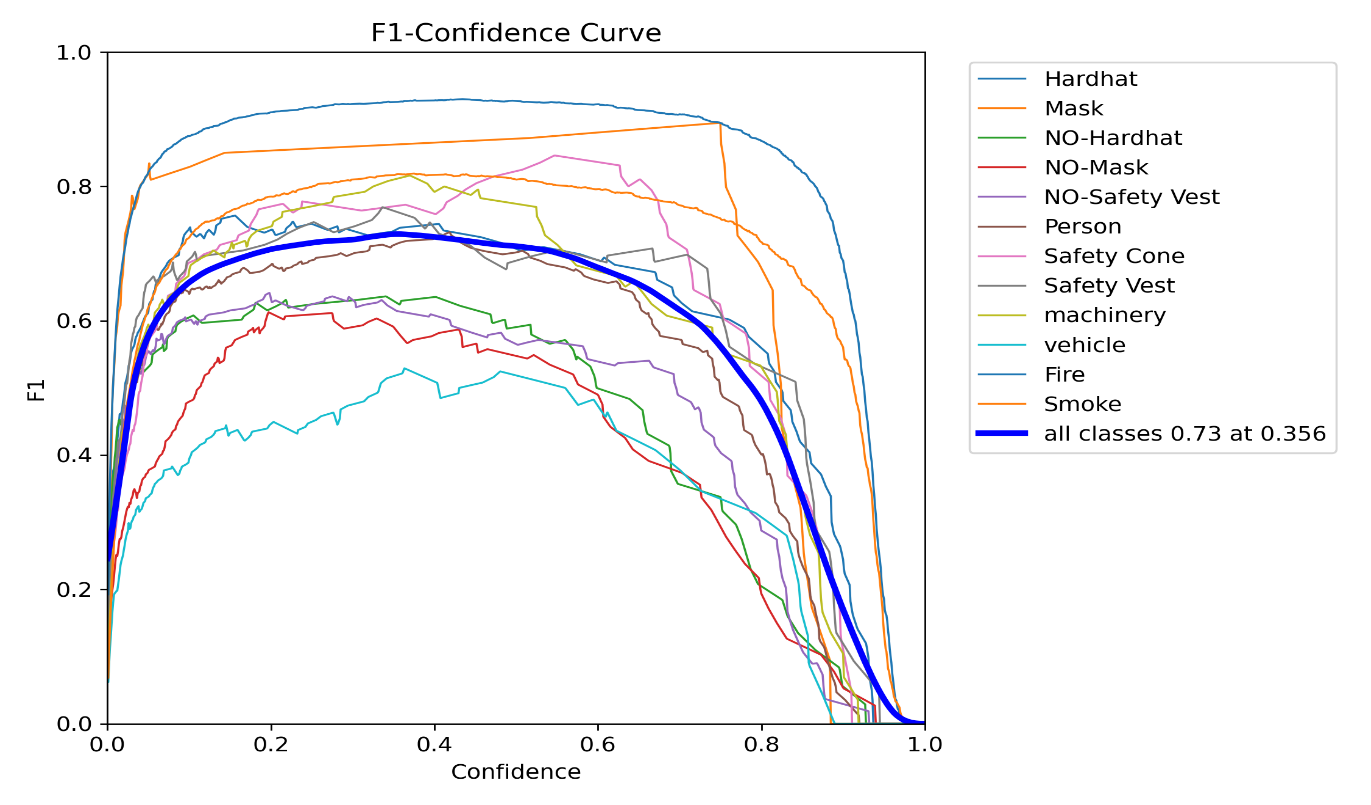 F1-Confidence Curve
1.0
0.8
0.6
0.4
0.2
0.0
F1
0.0 0.2 0.4 0.6 0.8 1.0
Confidence
Hardhat
Mask
NO-Hardhat
NO-Mask
NO-Safety Vest
Person
Safety Cone
Safety Vest
machinery
vehicle
Fire
Smoke
all classes 0.73 at 0.356